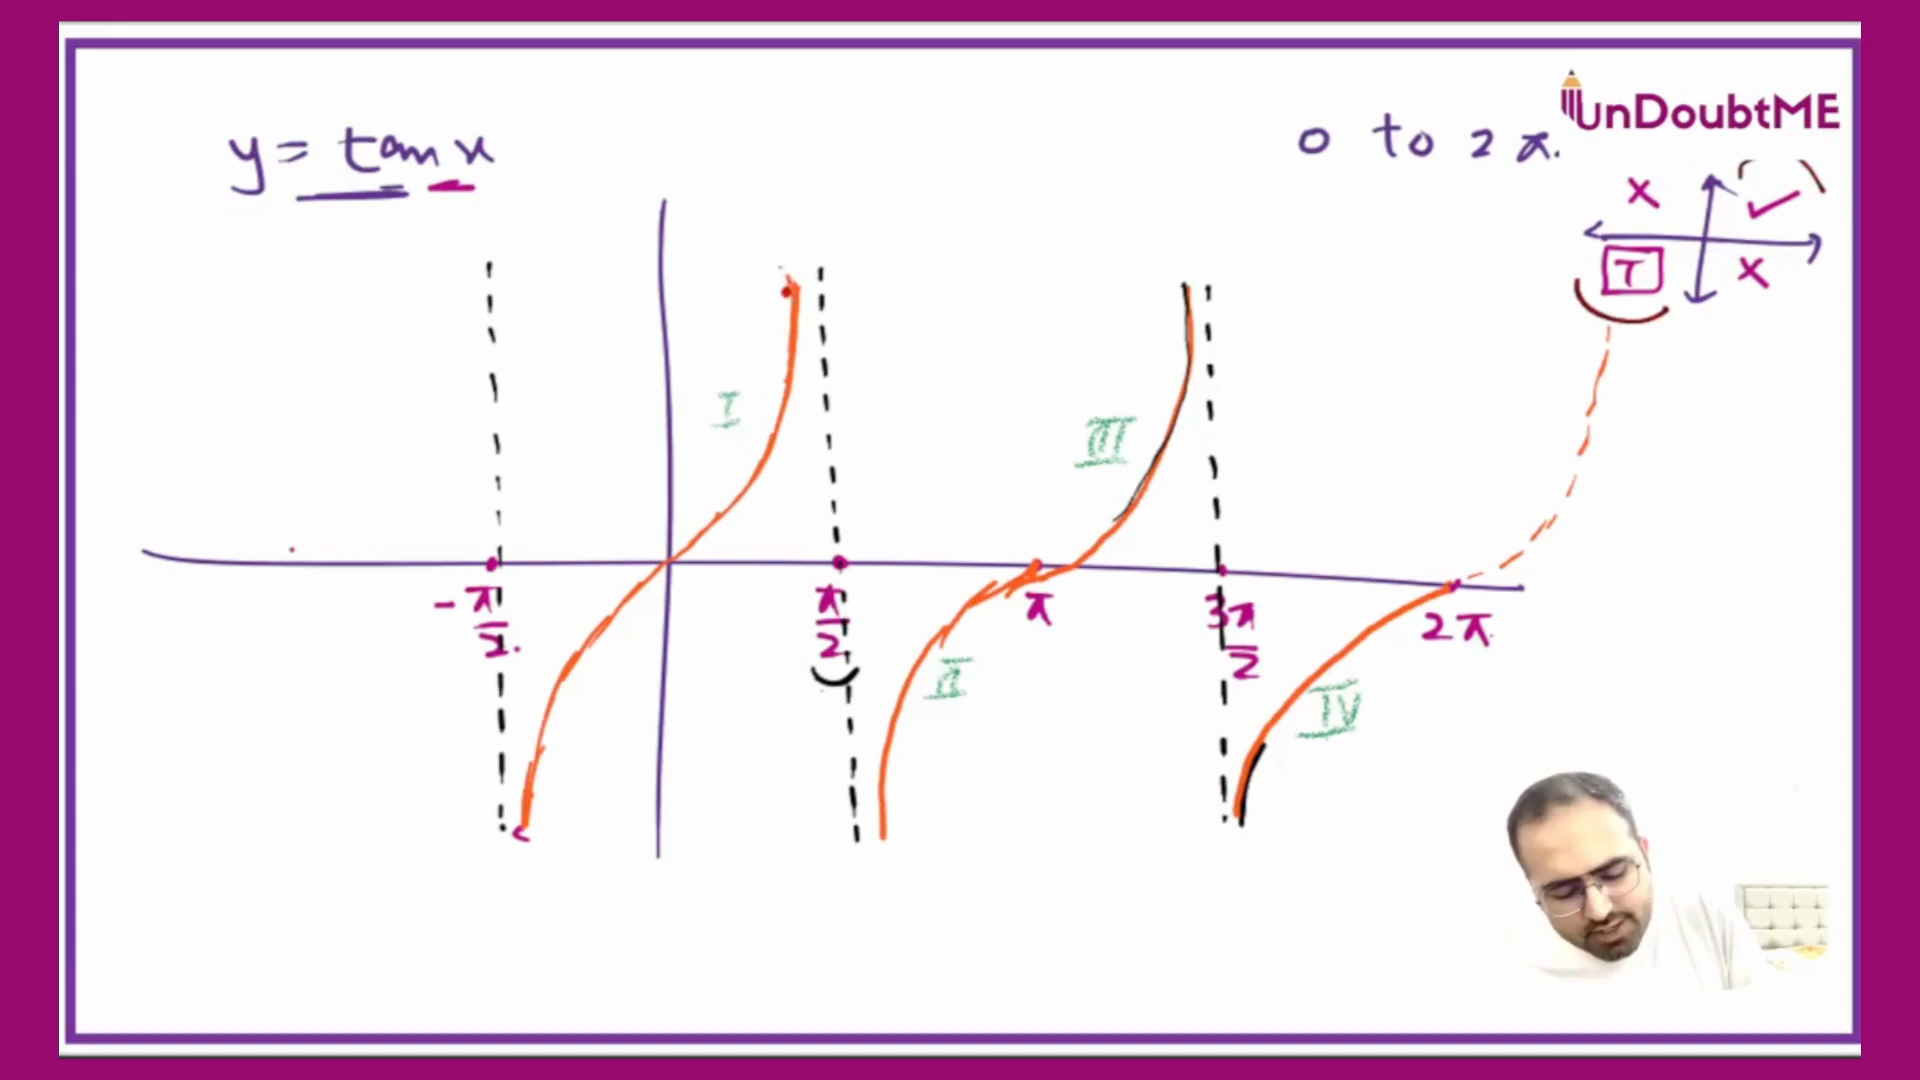 UnDoubtME
y = tan x
0 to 2π.
x ✓
T x
I
III
-π/2
π/2
π
3π/2
2π
II
IV